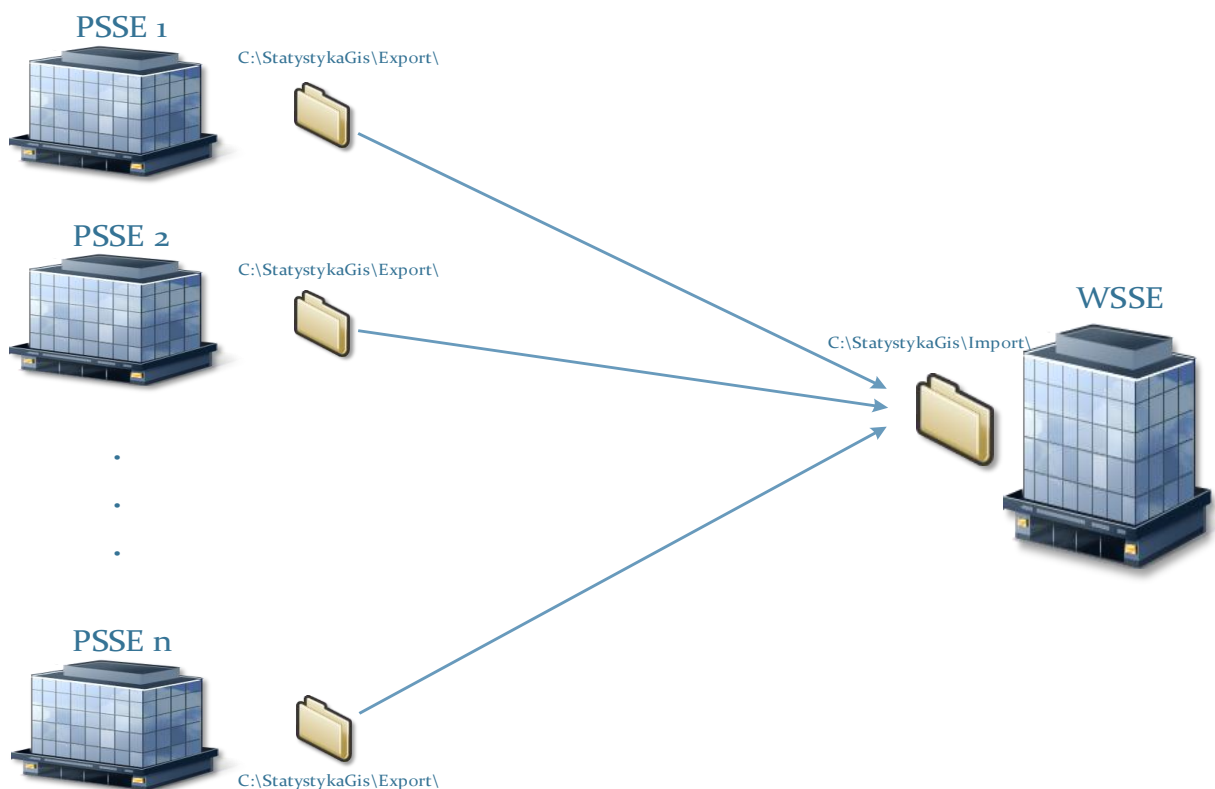 PSSE 1
C:\StatystykaGis\Export\
PSSE 2
C:\StatystykaGis\Export\
WSSE
C:\StatystykaGis\Import\
PSSE n
C:\StatystykaGis\Export\